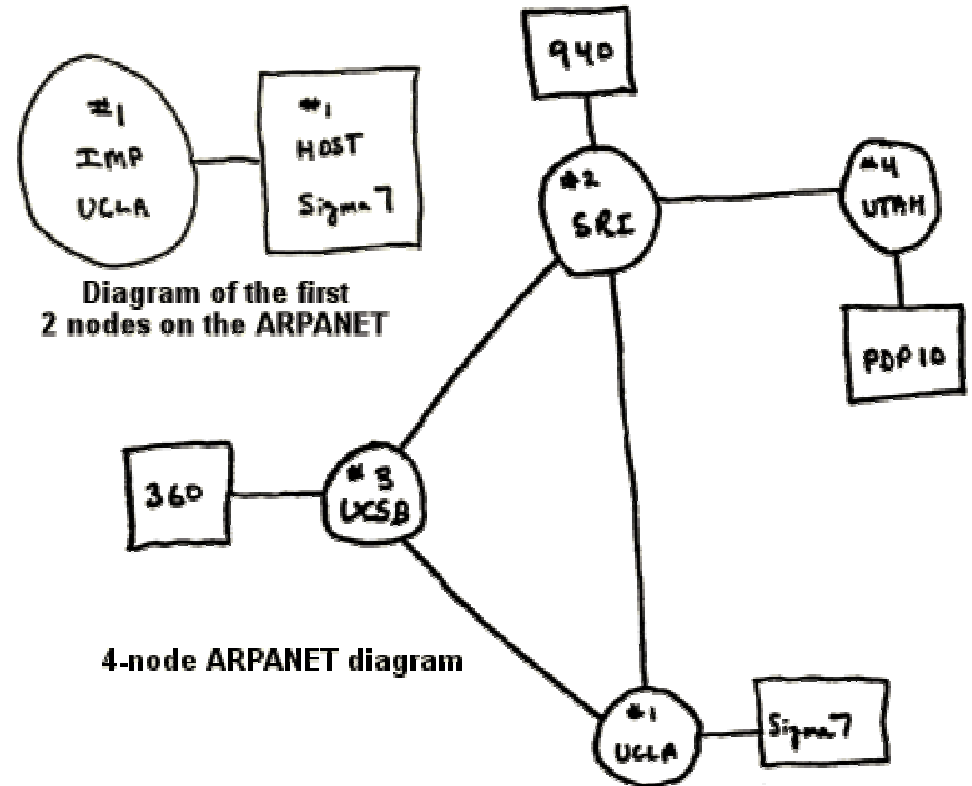 #1
IMP
UCLA
#1
HOST
Sigma 7
Diagram of the first
2 nodes on the ARPANET
940
#2
SRI
#4
UTAH
PDP 10
360
#3
UCSB
4-node ARPANET diagram
#1
UCLA
Sigma 7